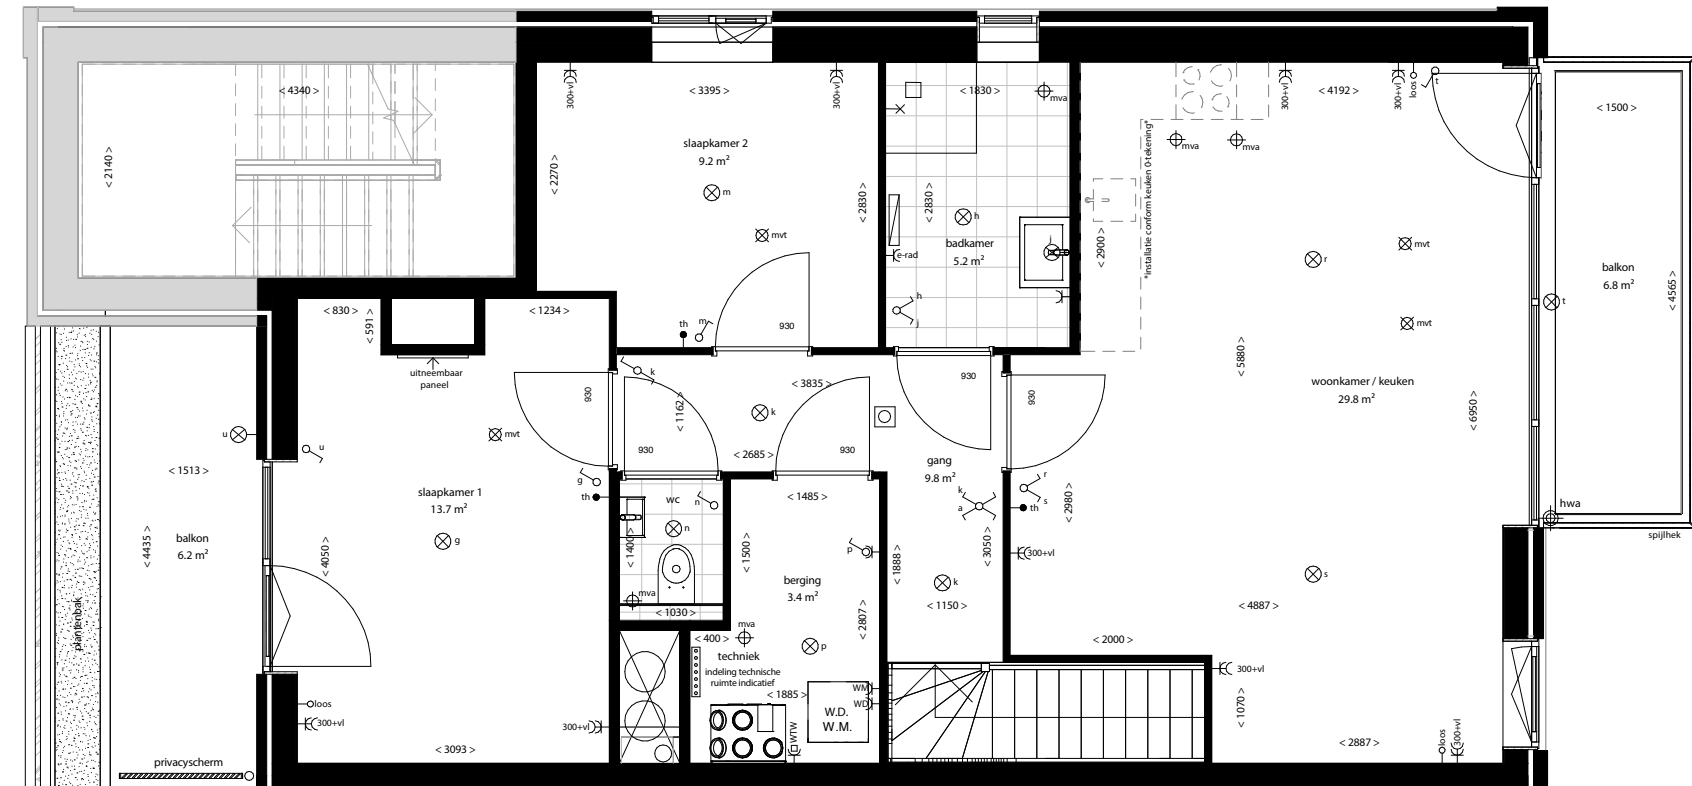 < 4340 >
< 2140 >
300+vl
< 3395 >
300+vl
slaapkamer 2
9.2 m²
< 2270 >
< 2830 >
m
mvt
930
th
m
< 1830 >
mva
< 2830 >
h
badkamer
5.2 m²
e-rad
h
j
j
300+vl
< 4192 >
300+vl
loos
t
mva
mva
*Installatie conform keuken 0-tekening*
< 2900 >
r
mvt
mvt
< 5880 >
woonkamer / keuken
29.8 m²
< 6950 >
< 1500 >
balkon
6.8 m²
< 4565 >
t
hwa
spijlhek
< 830 >
< 591 >
< 1234 >
uitneembaar
paneel
930
k
< 1162 >
< 3835 >
k
930
930
< 2685 >
930
930
gang
9.8 m²
k
a
< 3050 >
< 1888 >
k
< 1150 >
r
s
th
< 2980 >
300+vl
s
< 4887 >
< 2000 >
300+vl
< 1070 >
< 2887 >
loos
300+vl
u
u
< 1513 >
balkon
6.2 m²
< 4435 >
plantenbak
privacyscherm
mvt
slaapkamer 1
13.7 m²
g
< 4050 >
g
th
loos
300+vl
< 3093 >
300+vl
wc
n
n
< 1400 >
mva
< 1030 >
< 1485 >
< 1500 >
p
berging
3.4 m²
< 2807 >
mva
< 400 >
p
techniek
indeling technische
ruimte indicatief
< 1885 >
WM
WD
W.D.
W.M.
WTW